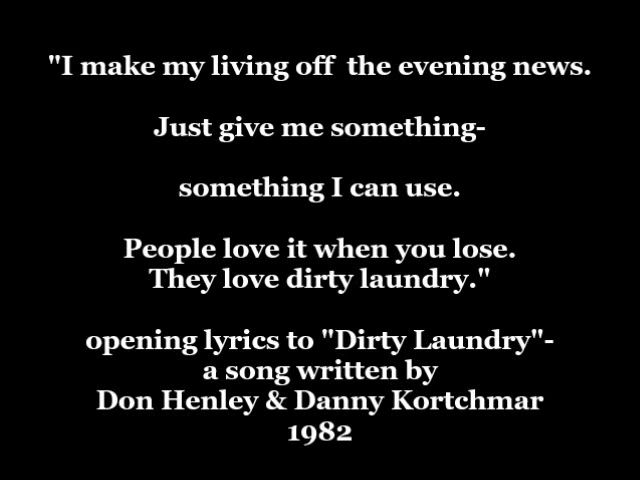 "I make my living off the evening news.
Just give me something-
something I can use.
People love it when you lose.
They love dirty laundry."
opening lyrics to "Dirty Laundry"-
a song written by
Don Henley & Danny Kortchmar
1982